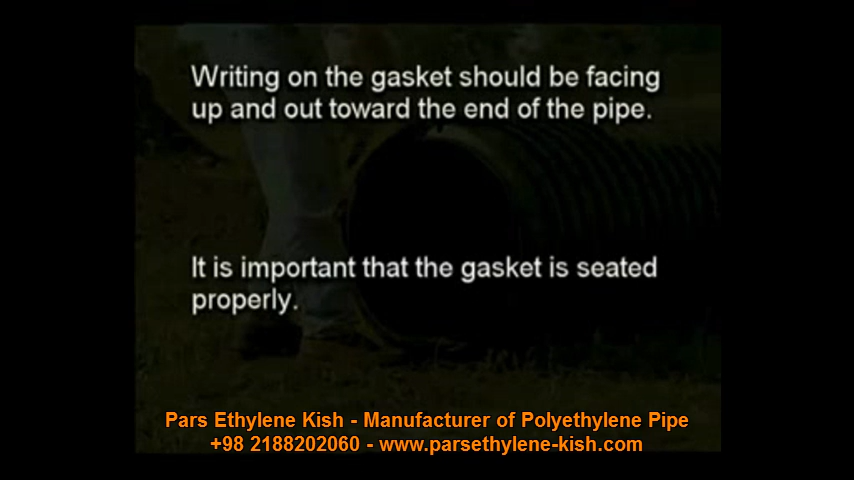 Writing on the gasket should be facing
up and out toward the end of the pipe.
It is important that the gasket is seated
properly.
Pars Ethylene Kish - Manufacturer of Polyethylene Pipe
+98 2188202060 - www.parsethylene-kish.com